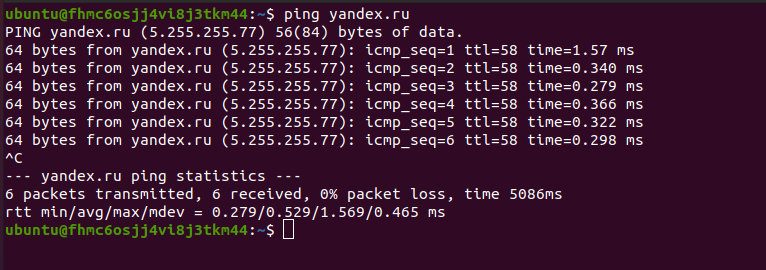 ubuntu@fhmc6osjj4vi8j3tkm44:~$ ping yandex.ru
PING yandex.ru (5.255.255.77) 56(84) bytes of data.
64 bytes from yandex.ru (5.255.255.77): icmp_seq=1 ttl=58 time=1.57 ms
64 bytes from yandex.ru (5.255.255.77): icmp_seq=2 ttl=58 time=0.340 ms
64 bytes from yandex.ru (5.255.255.77): icmp_seq=3 ttl=58 time=0.279 ms
64 bytes from yandex.ru (5.255.255.77): icmp_seq=4 ttl=58 time=0.366 ms
64 bytes from yandex.ru (5.255.255.77): icmp_seq=5 ttl=58 time=0.322 ms
64 bytes from yandex.ru (5.255.255.77): icmp_seq=6 ttl=58 time=0.298 ms
^C
--- yandex.ru ping statistics ---
6 packets transmitted, 6 received, 0% packet loss, time 5086ms
rtt min/avg/max/mdev = 0.279/0.529/1.569/0.465 ms
ubuntu@fhmc6osjj4vi8j3tkm44:~$